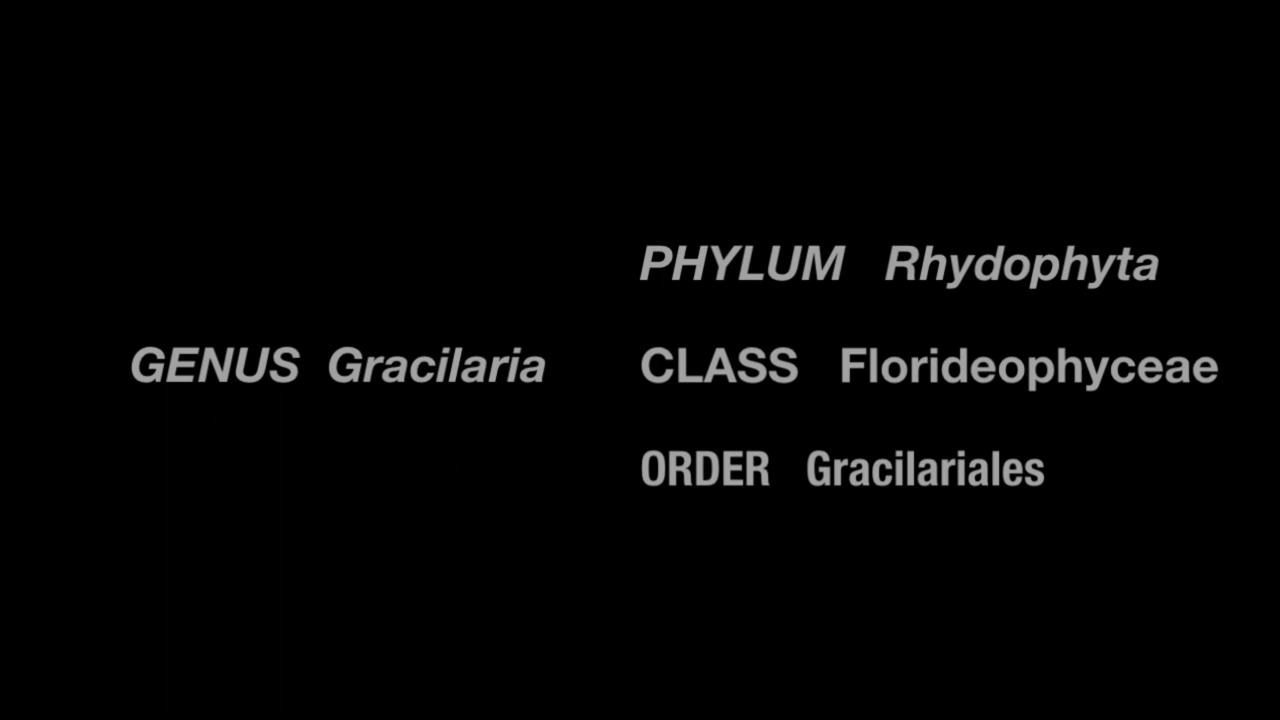 PHYLUM Rhydophyta
GENUS Gracilaria CLASS Florideophyceae
ORDER Gracilariales